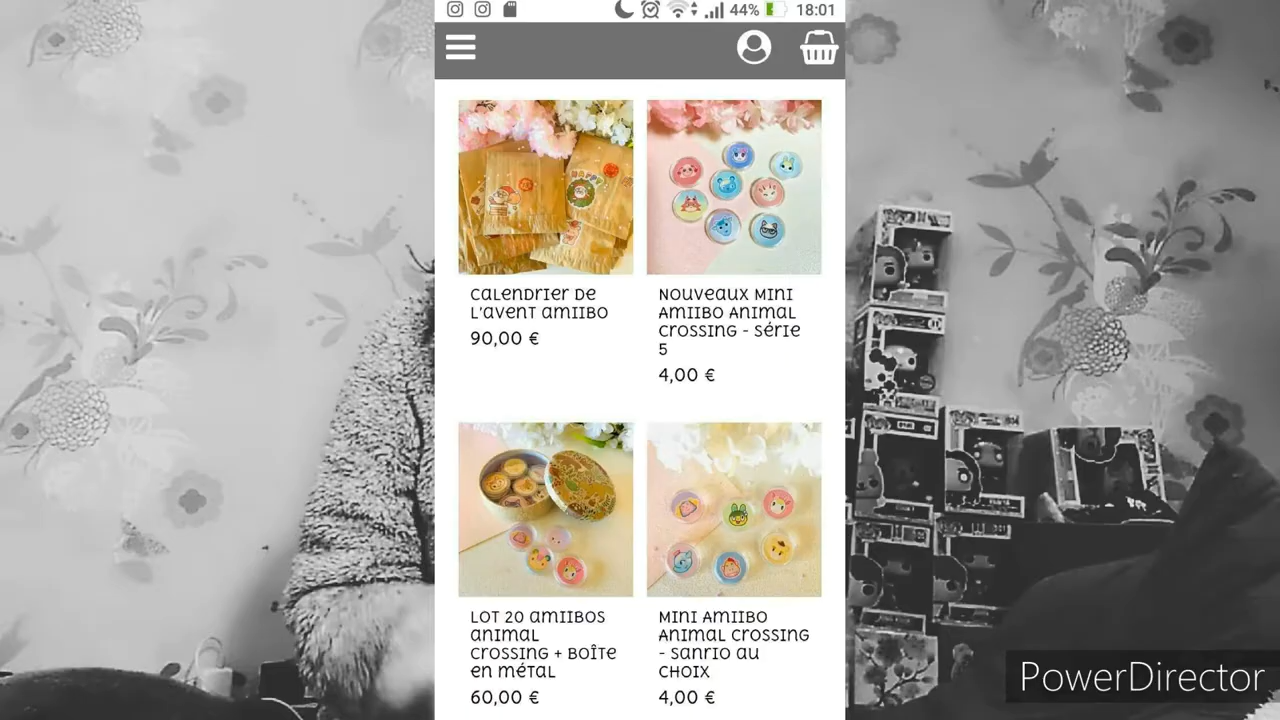 44% 18:01
Calendrier de
l'avent amiibo
90,00 €
Nouveaux Mini
Amiibo Animal
Crossing - Série
5
4,00 €
Lot 20 amiibos
animal
crossing + boîte
en métal
60,00 €
Mini Amiibo
Animal Crossing
- Sanrio au
choix
4,00 €
PowerDirector